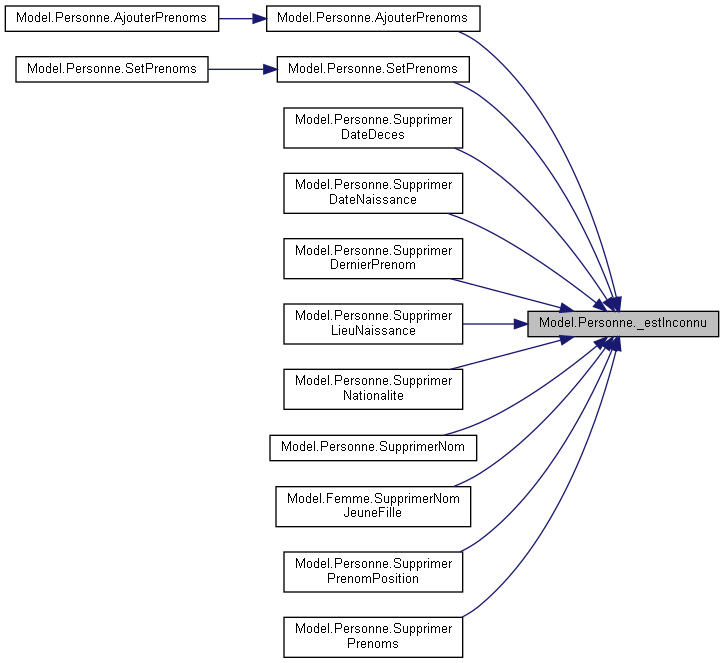 Model.Personne.AjouterPrenoms
Model.Personne.AjouterPrenoms
Model.Personne.SetPrenoms
Model.Personne.SetPrenoms
Model.Personne.Supprimer
DateDeces
Model.Personne.Supprimer
DateNaissance
Model.Personne.Supprimer
DernierPrenom
Model.Personne.Supprimer
LieuNaissance
Model.Personne._estInconnu
Model.Personne.Supprimer
Nationalite
Model.Personne.SupprimerNom
Model.Femme.SupprimerNom
JeuneFille
Model.Personne.Supprimer
PrenomPosition
Model.Personne.Supprimer
Prenoms